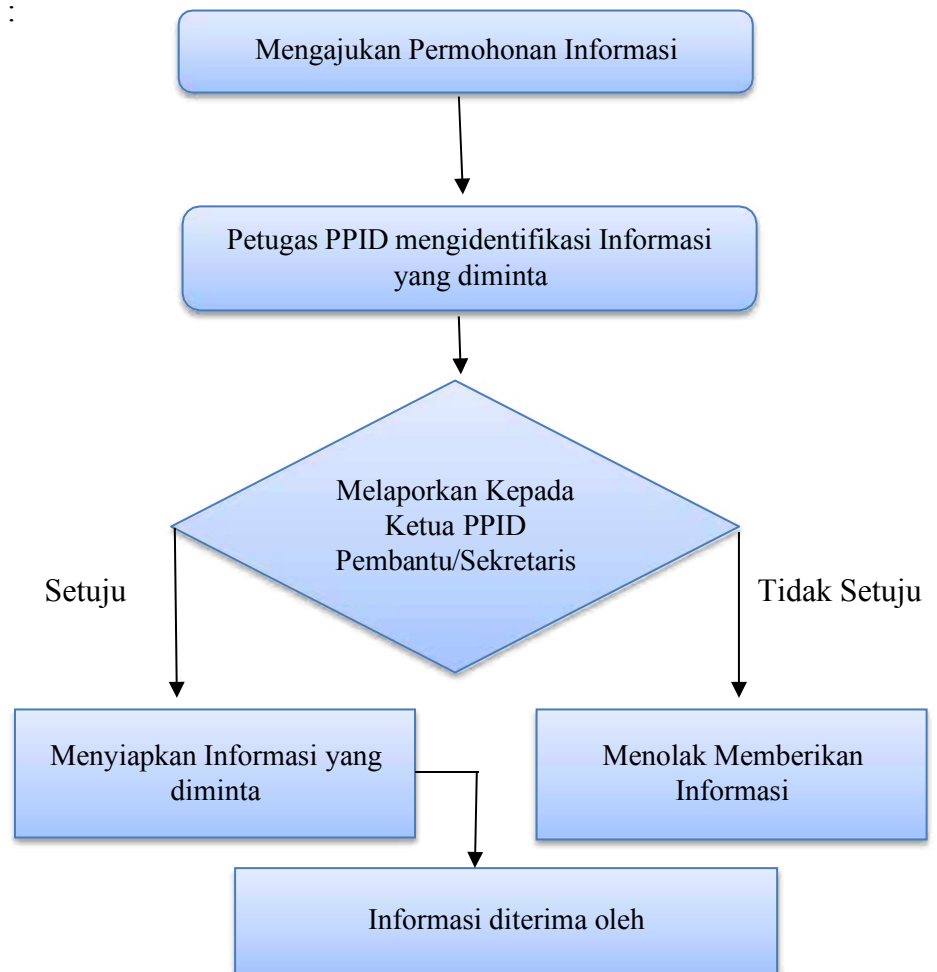 :
Mengajukan Permohonan Informasi
Petugas PPID mengidentifikasi Informasi
yang diminta
Melaporkan Kepada
Ketua PPID
Pembantu/Sekretaris
Setuju
Tidak Setuju
Menyiapkan Informasi yang
diminta
Menolak Memberikan
Informasi
Informasi diterima oleh